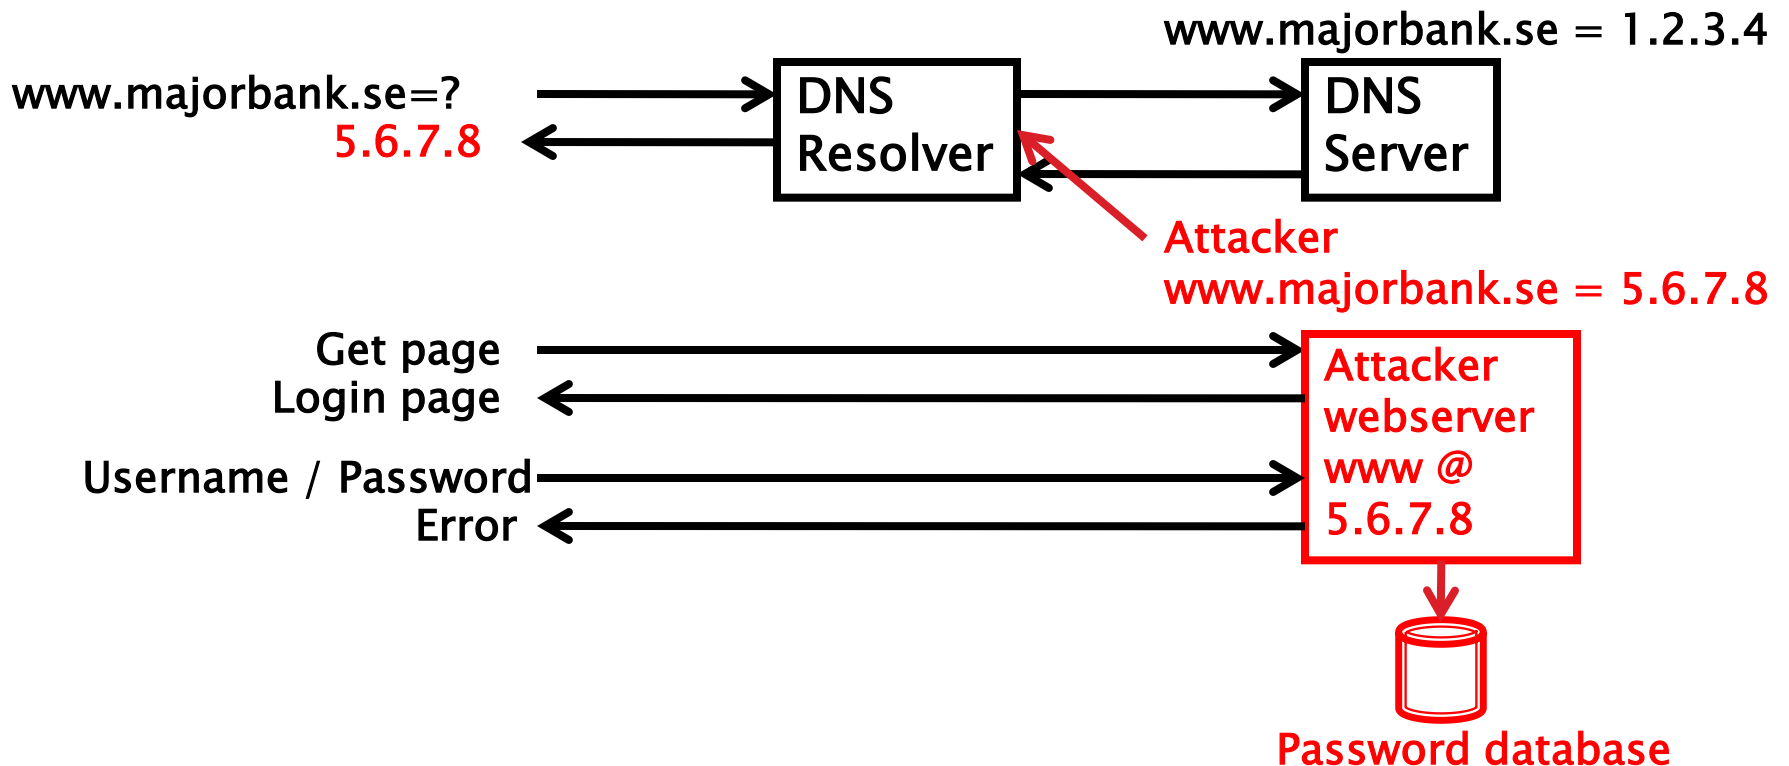 www.majorbank.se = 1.2.3.4
www.majorbank.se=?
5.6.7.8
DNS
Resolver
DNS
Server
Attacker
www.majorbank.se = 5.6.7.8
Get page
Login page
Username / Password
Error
Attacker
webserver
www @
5.6.7.8
Password database